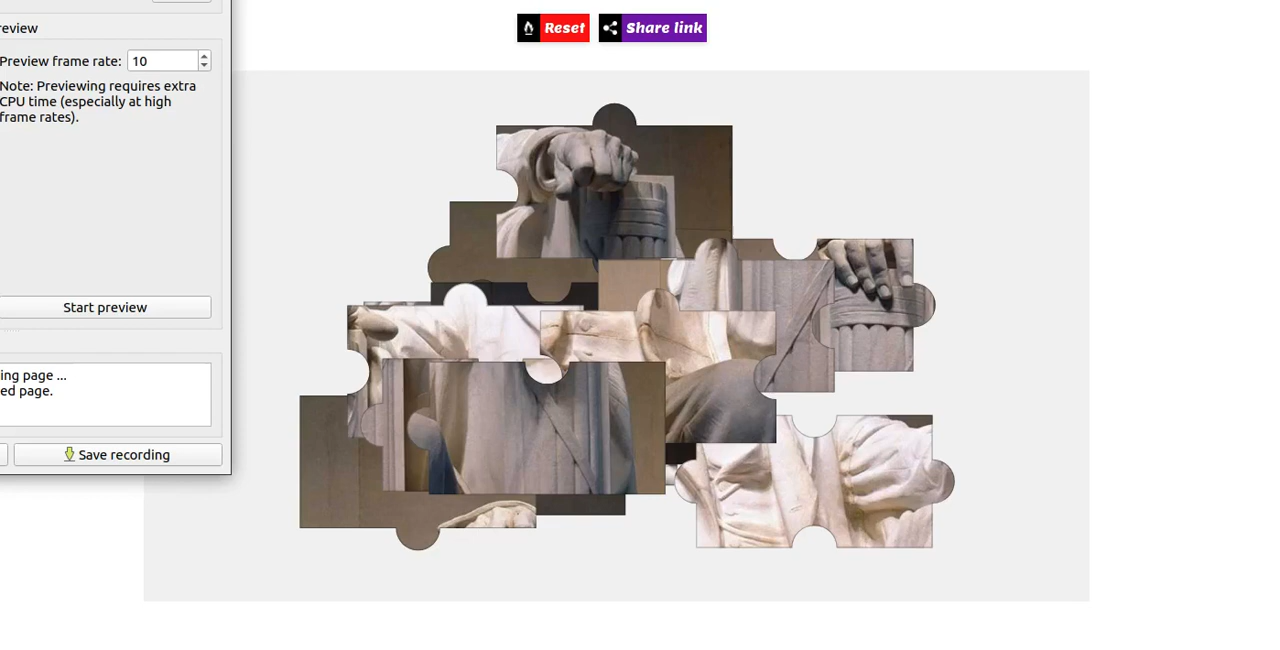 Reset
Share link
review
Preview frame rate: 10
Note: Previewing requires extra
CPU time (especially at high
frame rates).
Start preview
ing page ...
ed page.
Save recording